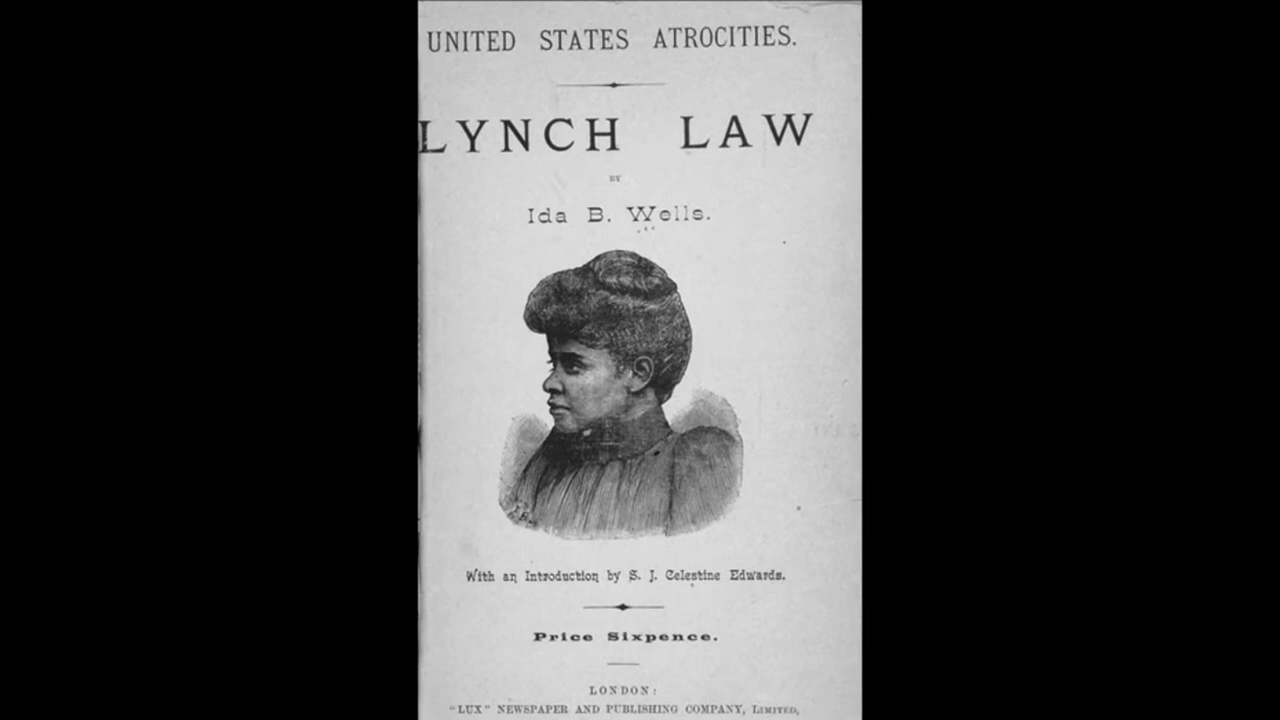 UNITED STATES ATROCITIES.
LYNCH LAW
BY
Ida B. Wells.
With an Introduction by S. J. Celestine Edwards.
Price Sixpence.
LONDON:
"LUX" NEWSPAPER AND PUBLISHING COMPANY, LIMITED,